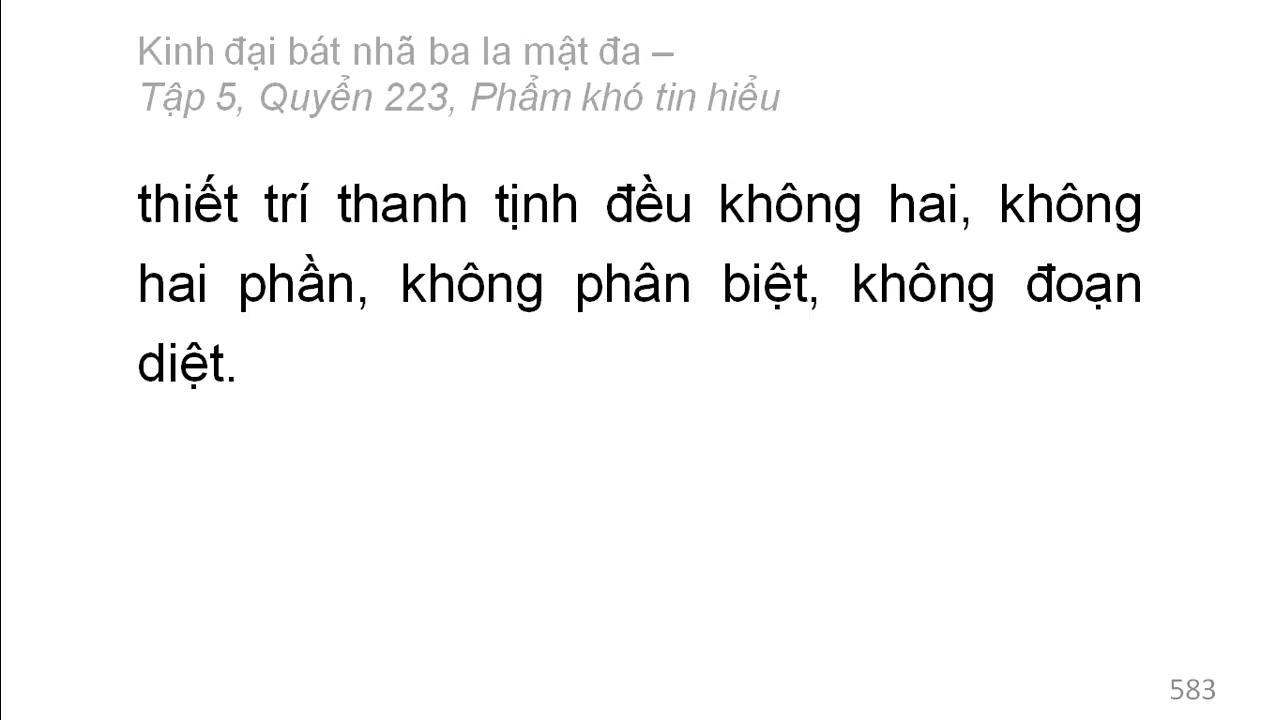 Kinh đại bát nhã ba la mật đa –
Tập 5, Quyển 223, Phẩm khó tin hiểu
thiết trí thanh tịnh đều không hai, không
hai phần, không phân biệt, không đoạn
diệt.
583